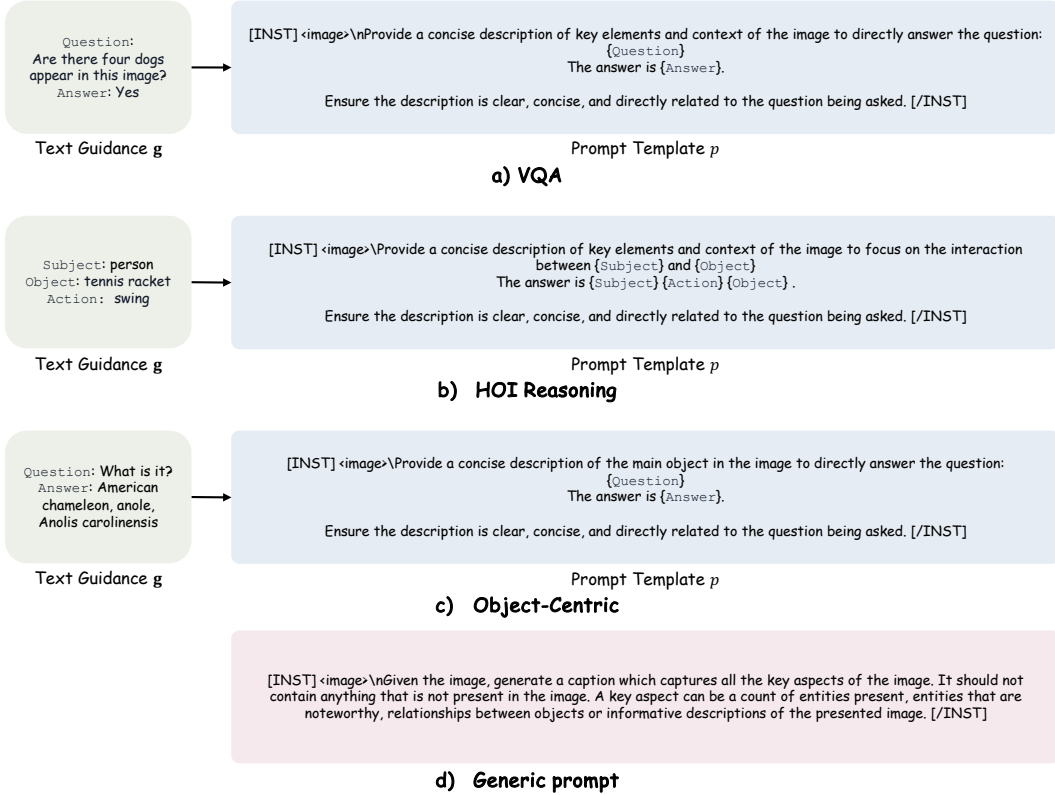 Question:
Are there four dogs
appear in this image?
Answer: Yes
Text Guidance g
[INST] <image>\nProvide a concise description of key elements and context of the image to directly answer the question:
{Question}
The answer is {Answer}.
Ensure the description is clear, concise, and directly related to the question being asked. [/INST]
Prompt Template p
a) VQA
Subject: person
Object: tennis racket
Action: swing
Text Guidance g
[INST] <image>\Provide a concise description of key elements and context of the image to focus on the interaction
between {Subject} and {Object}
The answer is {Subject} {Action} {Object} .
Ensure the description is clear, concise, and directly related to the question being asked. [/INST]
Prompt Template p
b) HOI Reasoning
Question: What is it?
Answer: American
chameleon, anole,
Anolis carolinensis
Text Guidance g
[INST] <image>\Provide a concise description of the main object in the image to directly answer the question:
{Question}
The answer is {Answer}.
Ensure the description is clear, concise, and directly related to the question being asked. [/INST]
Prompt Template p
c) Object-Centric
[INST] <image>\nGiven the image, generate a caption which captures all the key aspects of the image. It should not
contain anything that is not present in the image. A key aspect can be a count of entities present, entities that are
noteworthy, relationships between objects or informative descriptions of the presented image. [/INST]
d) Generic prompt